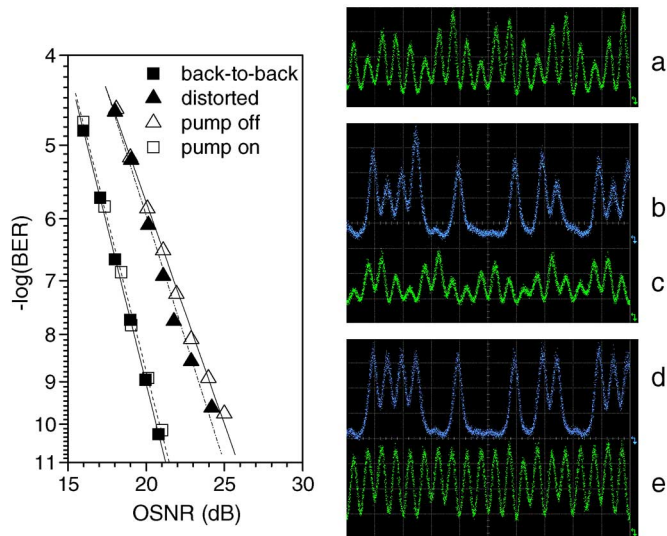 4
5
6
7
8
9
10
11
-log(BER)
back-to-back
distorted
pump off
pump on
15 20 25 30
OSNR (dB)
a
b
c
d
e